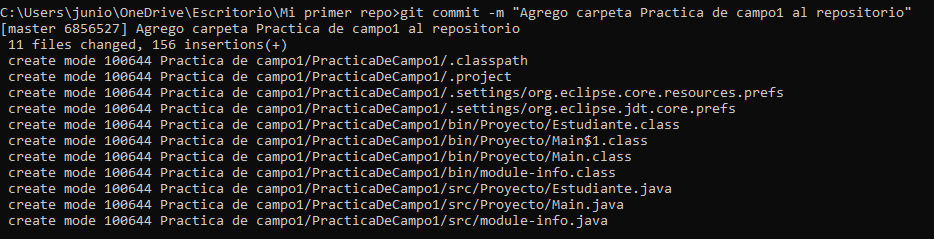 C:\Users\junio\OneDrive\Escritorio\Mi primer repo>git commit -m "Agrego carpeta Practica de campo1 al repositorio"
[master 6856527] Agrego carpeta Practica de campo1 al repositorio
 11 files changed, 156 insertions(+)
 create mode 100644 Practica de campo1/PracticaDeCampo1/.classpath
 create mode 100644 Practica de campo1/PracticaDeCampo1/.project
 create mode 100644 Practica de campo1/PracticaDeCampo1/.settings/org.eclipse.core.resources.prefs
 create mode 100644 Practica de campo1/PracticaDeCampo1/.settings/org.eclipse.jdt.core.prefs
 create mode 100644 Practica de campo1/PracticaDeCampo1/bin/Proyecto/Estudiante.class
 create mode 100644 Practica de campo1/PracticaDeCampo1/bin/Proyecto/Main$1.class
 create mode 100644 Practica de campo1/PracticaDeCampo1/bin/Proyecto/Main.class
 create mode 100644 Practica de campo1/PracticaDeCampo1/bin/module-info.class
 create mode 100644 Practica de campo1/PracticaDeCampo1/src/Proyecto/Estudiante.java
 create mode 100644 Practica de campo1/PracticaDeCampo1/src/Proyecto/Main.java
 create mode 100644 Practica de campo1/PracticaDeCampo1/src/module-info.java